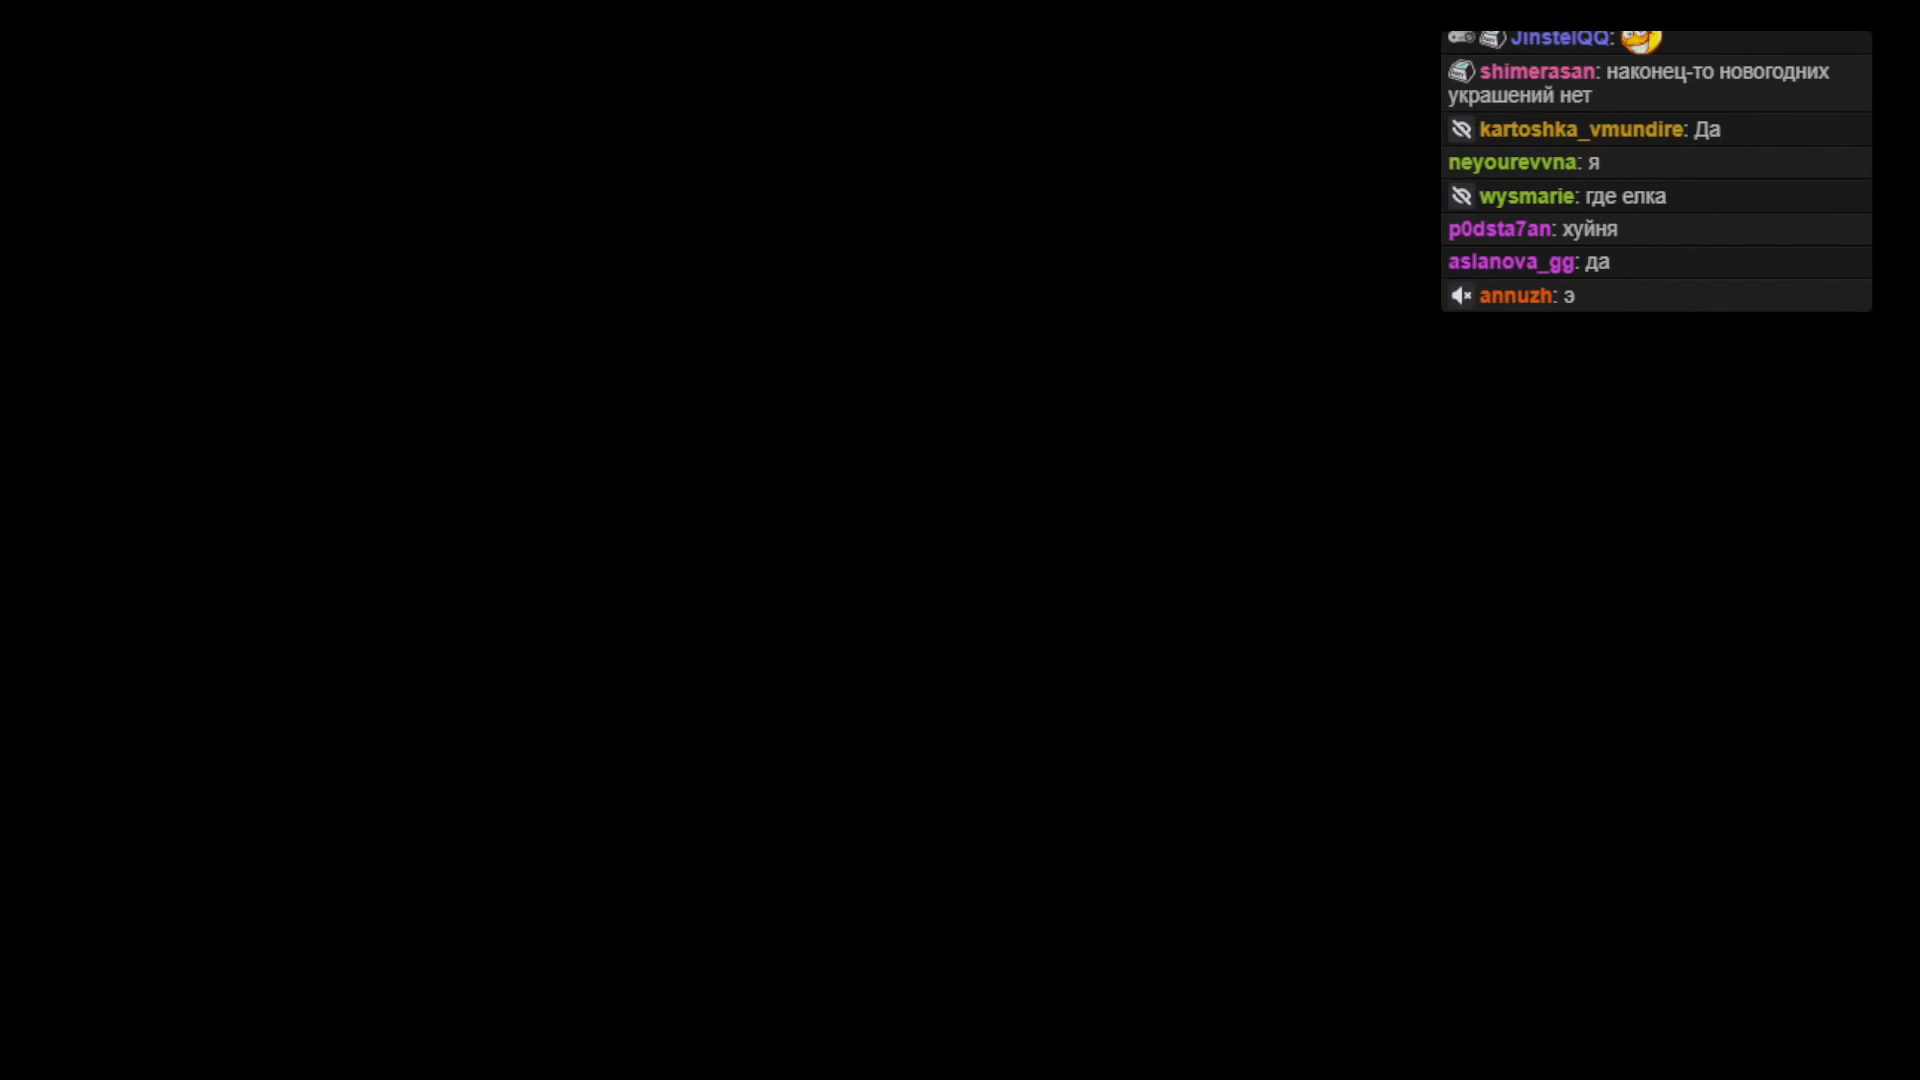 JinstelQQ:
shimerasan: наконец-то новогодних
украшений нет
kartoshka_vmundire: Да
neyourevvna: я
wysmarie: где елка
p0dsta7an: хуйня
aslanova_gg: да
annuzh: э